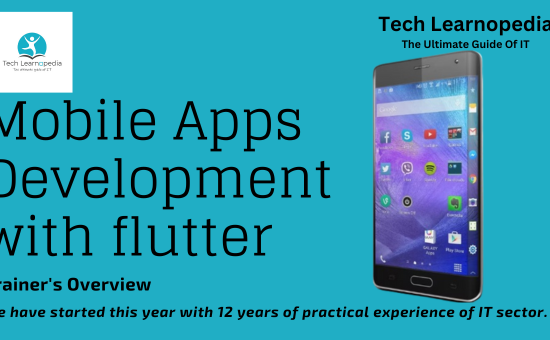 Tech Learnopedia
The Ultimate Guide Of IT
Tech Learnopedia
The ultimate guide of IT
Mobile Apps
Development
with flutter
rainer's Overview
e have started this year with 12 years of practical experience of IT sector.